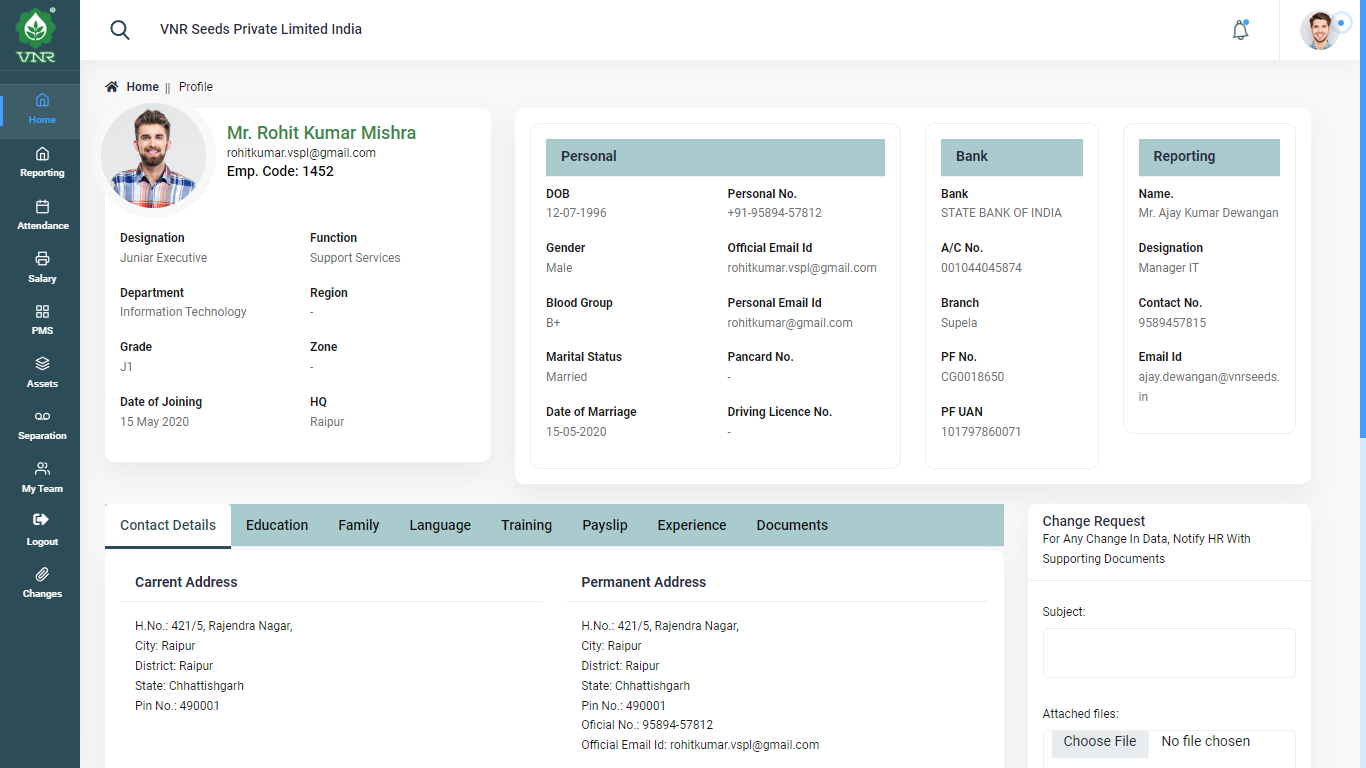 VNR
VNR Seeds Private Limited India
Home
Reporting
Attendance
Salary
PMS
Assets
Separation
My Team
Logout
Changes
Home || Profile
Mr. Rohit Kumar Mishra
rohitkumar.vspl@gmail.com
Emp. Code: 1452
Designation
Juniar Executive
Function
Support Services
Department
Information Technology
Region
-
Grade
J1
Zone
-
Date of Joining
15 May 2020
HQ
Raipur
Personal
DOB
12-07-1996
Personal No.
+91-95894-57812
Gender
Male
Official Email Id
rohitkumar.vspl@gmail.com
Blood Group
B+
Personal Email Id
rohitkumar@gmail.com
Marital Status
Married
Pancard No.
-
Date of Marriage
15-05-2020
Driving Licence No.
-
Bank
Bank
STATE BANK OF INDIA
A/C No.
001044045874
Branch
Supela
PF No.
CG0018650
PF UAN
101797860071
Reporting
Name.
Mr. Ajay Kumar Dewangan
Designation
Manager IT
Contact No.
9589457815
Email Id
ajay.dewangan@vnrseeds.
in
Contact Details Education Family Language Training Payslip Experience Documents
Carrent Address
H.No.: 421/5, Rajendra Nagar,
City: Raipur
District: Raipur
State: Chhattishgarh
Pin No.: 490001
Permanent Address
H.No.: 421/5, Rajendra Nagar,
City: Raipur
District: Raipur
State: Chhattishgarh
Pin No.: 490001
Oficial No.: 95894-57812
Official Email Id: rohitkumar.vspl@gmail.com
Change Request
For Any Change In Data, Notify HR With
Supporting Documents
Subject:
Attached files:
Choose File No file chosen